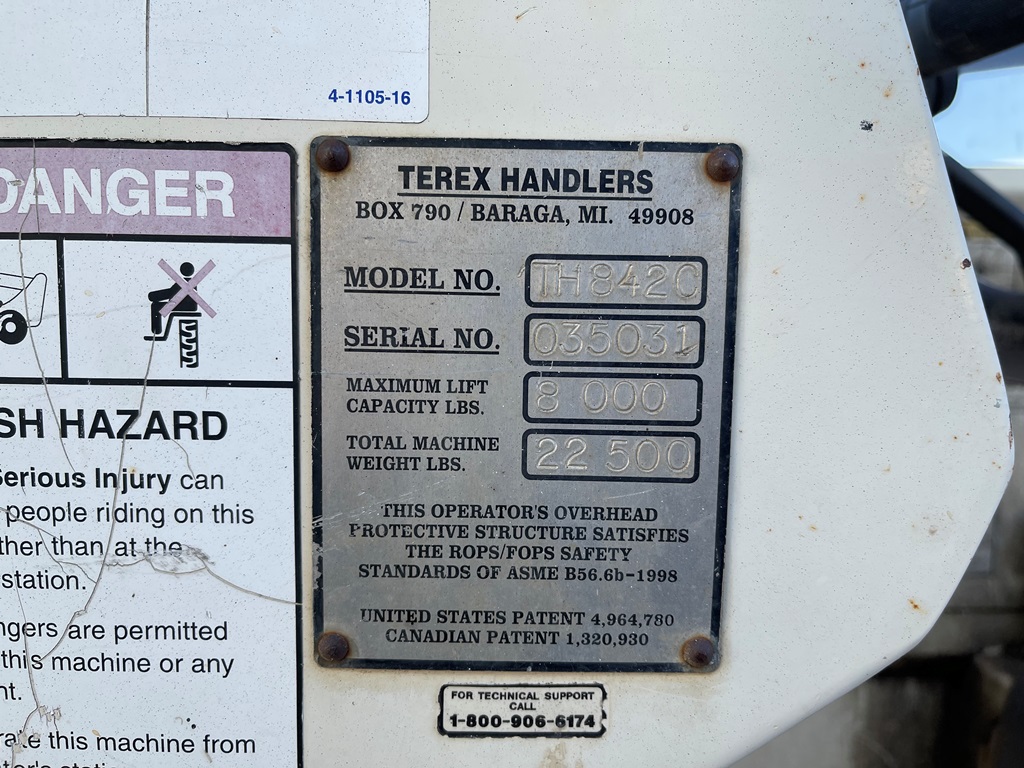 4-1105-16
DANGER
SH HAZARD
Serious Injury can
people riding on this
ther than at the
station.
ngers are permitted
this machine or any
nt.
rate this machine from
TEREX HANDLERS
BOX 790 / BARAGA, MI. 49908
MODEL NO. TH842C
SERIAL NO. 035031
MAXIMUM LIFT
CAPACITY LBS. 8 000
TOTAL MACHINE
WEIGHT LBS. 22 500
THIS OPERATOR'S OVERHEAD
PROTECTIVE STRUCTURE SATISFIES
THE ROPS/FOPS SAFETY
STANDARDS OF ASME B56.6b-1998
UNITED STATES PATENT 4,964,780
CANADIAN PATENT 1,320,930
FOR TECHNICAL SUPPORT
CALL
1-800-906-6174